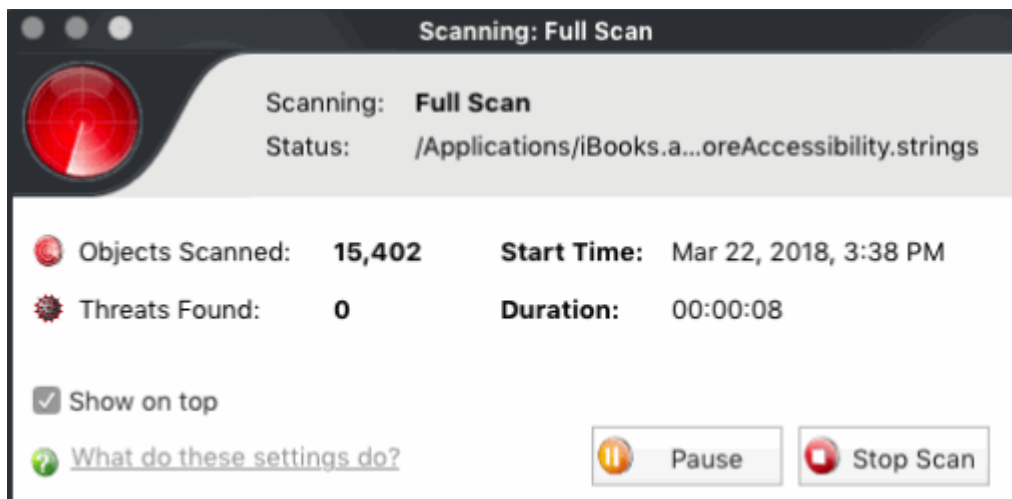 Scanning: Full Scan
Scanning: Full Scan
Status: /Applications/iBooks.a...oreAccessibility.strings
Objects Scanned: 15,402 Start Time: Mar 22, 2018, 3:38 PM
Threats Found: 0 Duration: 00:00:08
Show on top
What do these settings do? Pause Stop Scan